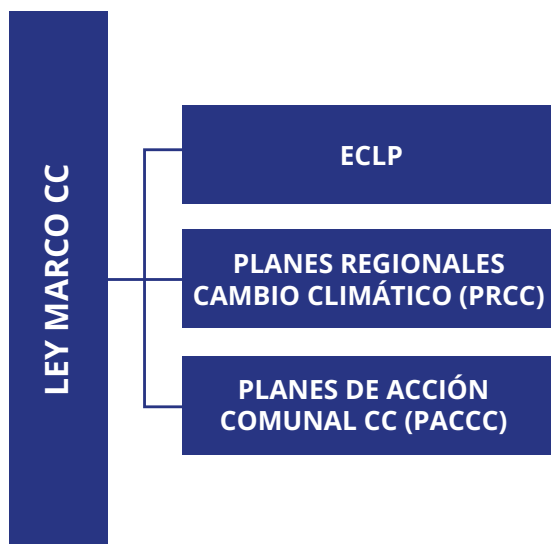 LEY MARCO CC
ECLP
PLANES REGIONALES
CAMBIO CLIMÁTICO (PRCC)
PLANES DE ACCIÓN
COMUNAL CC (PACCC)